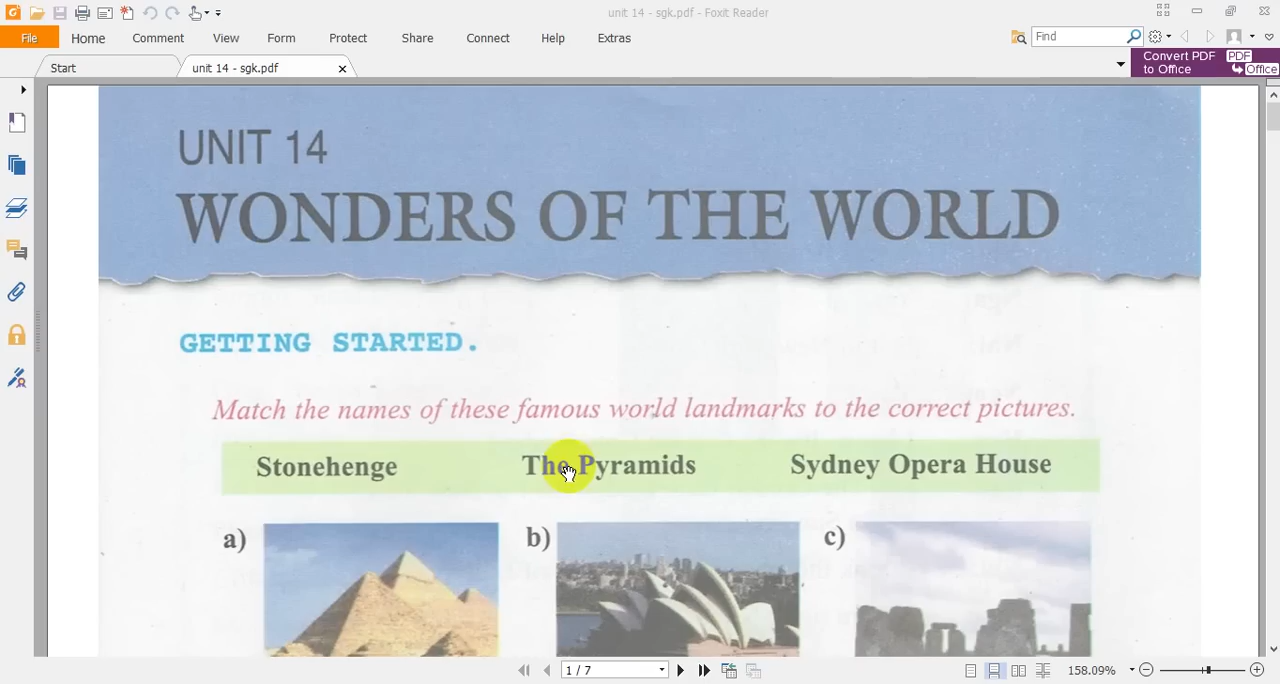 unit 14 - sgk.pdf - Foxit Reader
File Home Comment View Form Protect Share Connect Help Extras Find
Start unit 14 - sgk.pdf
Convert PDF to Office PDF Office
UNIT 14
WONDERS OF THE WORLD
GETTING STARTED.
Match the names of these famous world landmarks to the correct pictures.
Stonehenge The Pyramids Sydney Opera House
a) b) c)
1 / 7 158.09%